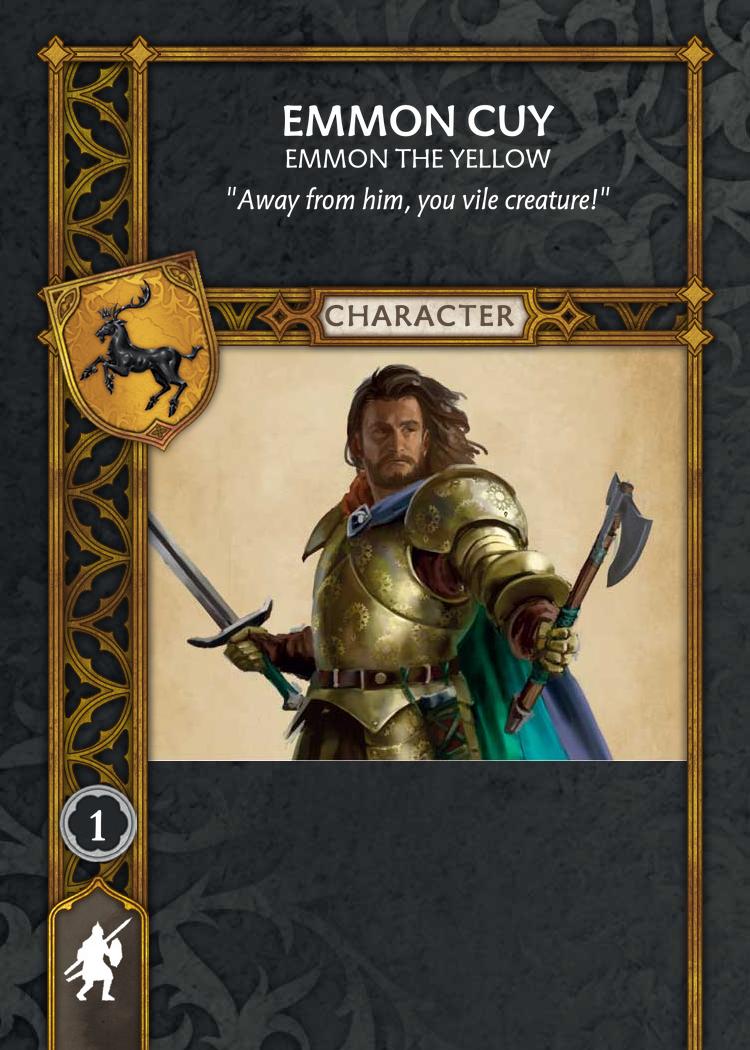 EMMON CUY
EMMON THE YELLOW
"Away from him, you vile creature!"
CHARACTER
1